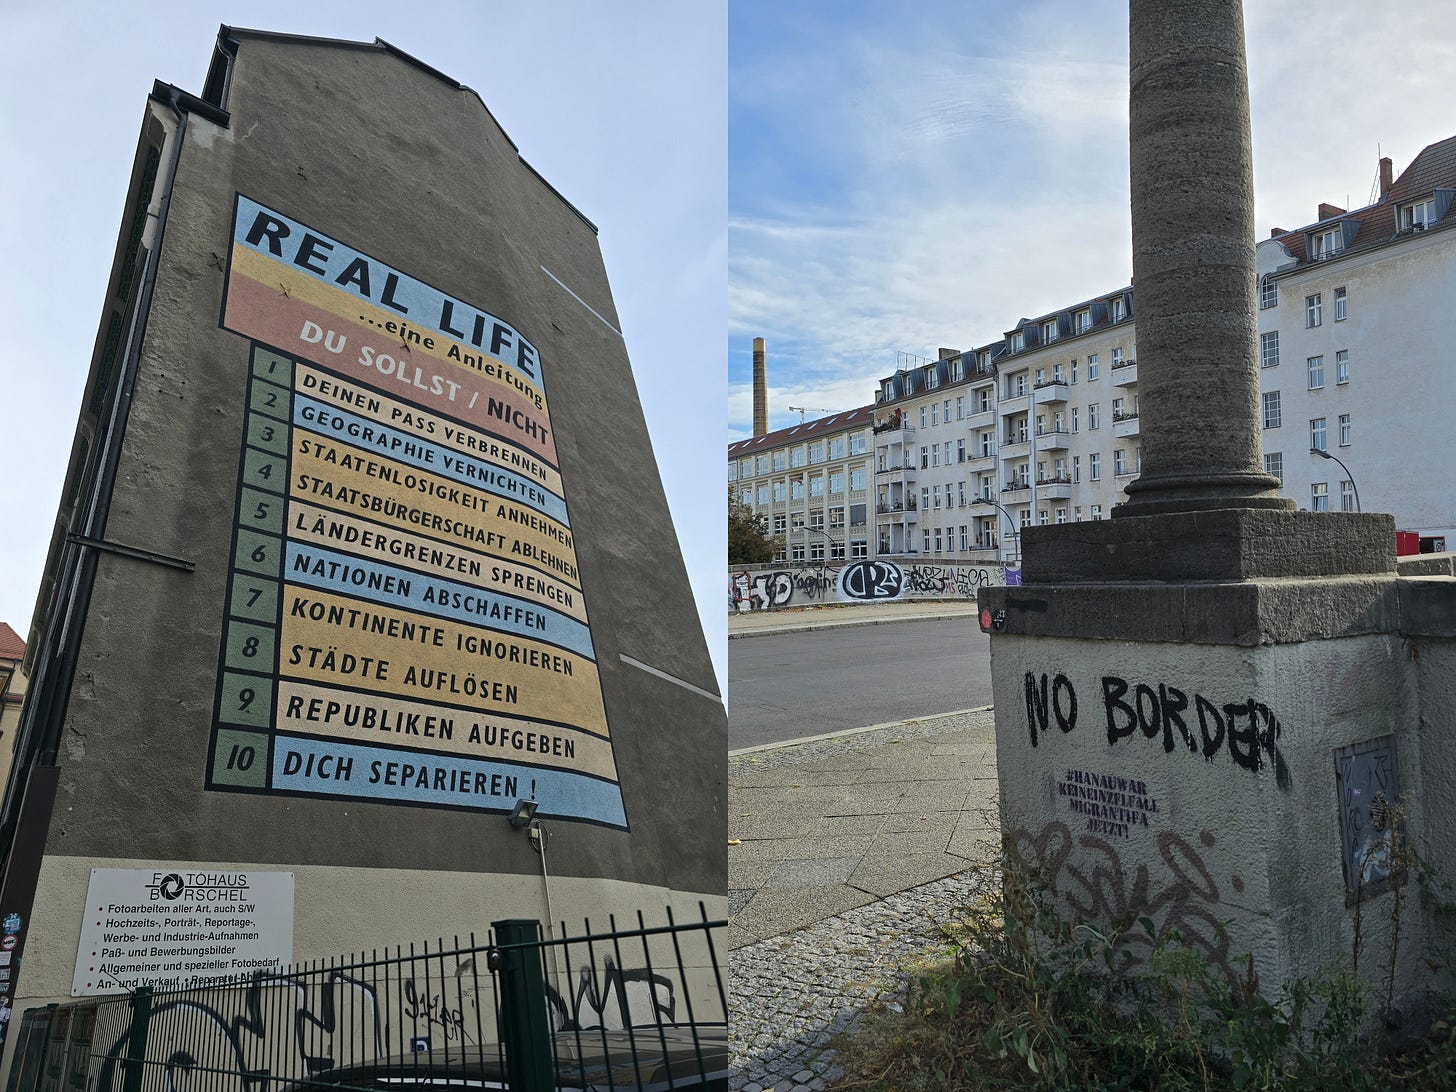 REAL LIFE
...eine Anleitung
DU SOLLST / NICHT
1 DEINEN PASS VERBRENNEN
2 GEOGRAPHIE VERNICHTEN
3 STAATENLOSIGKEIT ANNEHMEN
4 STAATSBÜRGERSCHAFT ABLEHNEN
5 LÄNDERGRENZEN SPRENGEN
6 NATIONEN ABSCHAFFEN
7 KONTINENTE IGNORIEREN
8 STÄDTE AUFLÖSEN
9 REPUBLIKEN AUFGEBEN
10 DICH SEPARIEREN !
FOTOHAUS
BORSCHEL
• Fotoarbeiten aller Art, auch S/W
• Hochzeits-, Porträt-, Reportage-,
Werbe- und Industrie-Aufnahmen
• Paß- und Bewerbungsbilder
• Allgemeiner und spezieller Fotobedarf
• An- und Verkauf •
NO BORDER
#HANAUWAR
KEINEINZELFALL
MIGRANTIFA
JETZT!